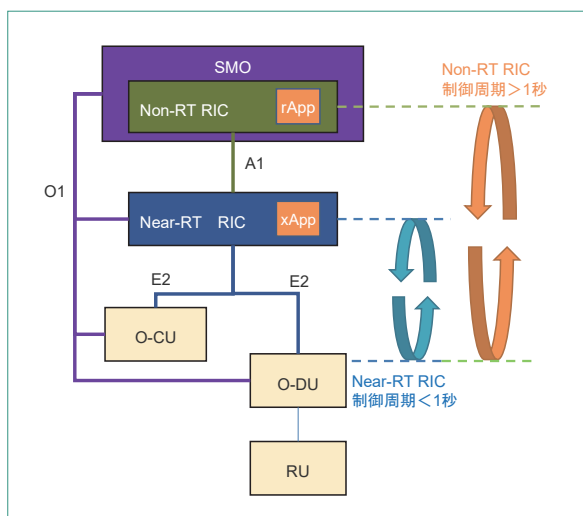 SMO
Non-RT RIC
制御周期＞1秒
Non-RT RIC
rApp
A1
O1
Near-RT RIC
xApp
E2
E2
O-CU
O-DU
Near-RT RIC
制御周期＜1秒
RU